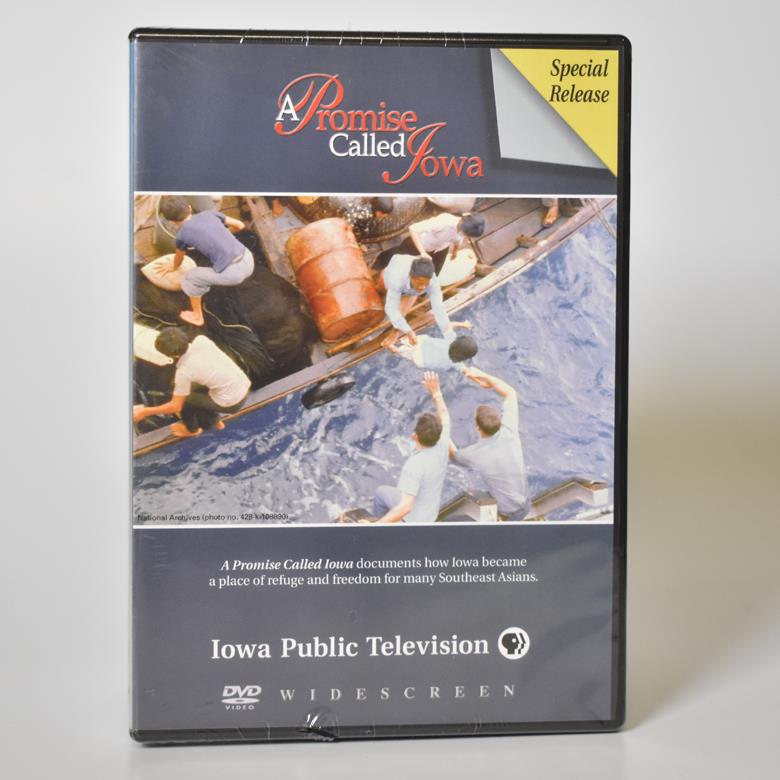 Special
Release
A Promise
Called Iowa
National Archives (photo no. 428-k-108890)
A Promise Called Iowa documents how Iowa became
a place of refuge and freedom for many Southeast Asians.
Iowa Public Television
DVD
VIDEO
WIDESCREEN